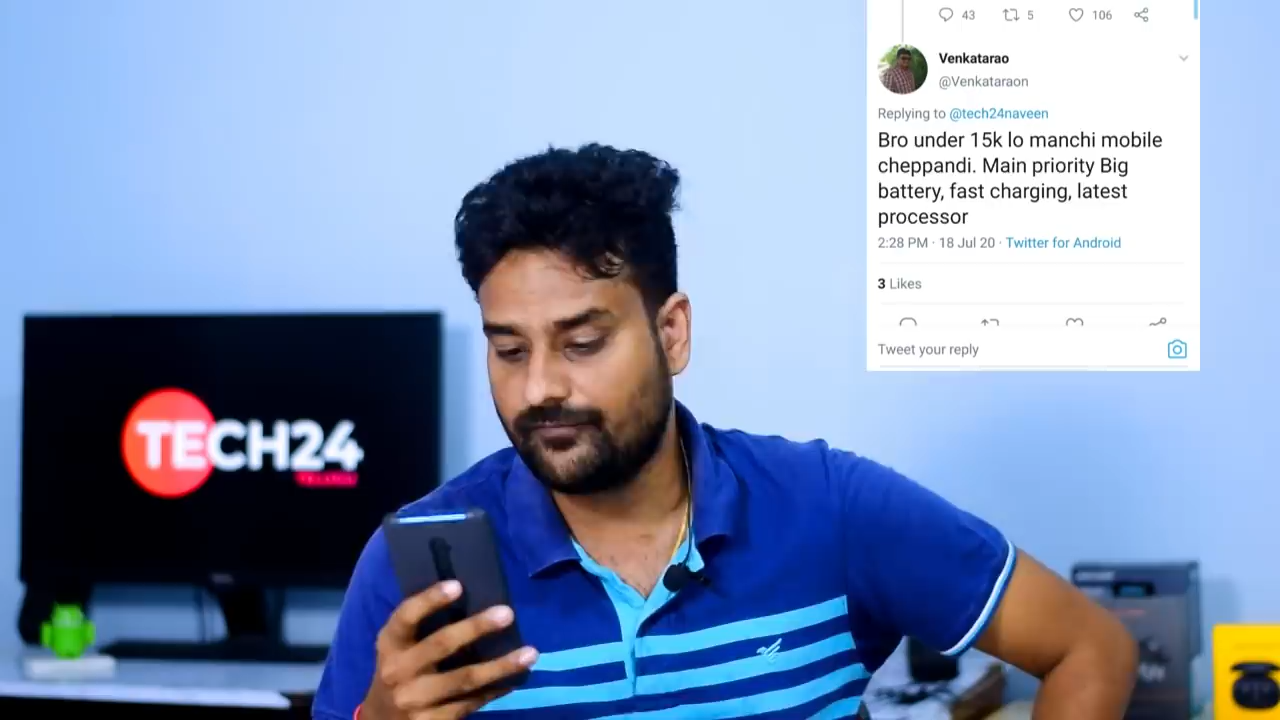 43 5 106
Venkatarao
@Venkataraon
Replying to @tech24naveen
Bro under 15k lo manchi mobile
cheppandi. Main priority Big
battery, fast charging, latest
processor
2:28 PM · 18 Jul 20 · Twitter for Android
3 Likes
Tweet your reply
TECH24
TELUGU